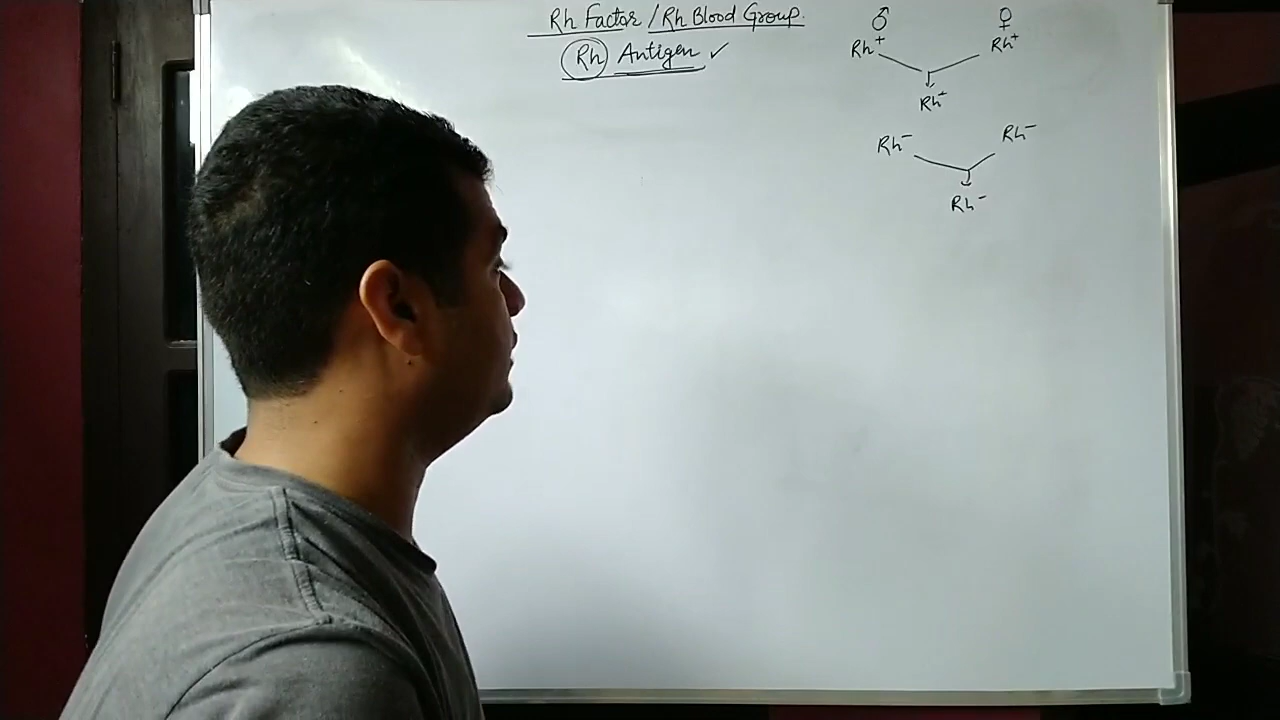 Rh Factor / Rh Blood Group.
Rh Antigen ✓
♂ ♀
Rh⁺ Rh⁺
Rh⁺
Rh⁻ Rh⁻
Rh⁻